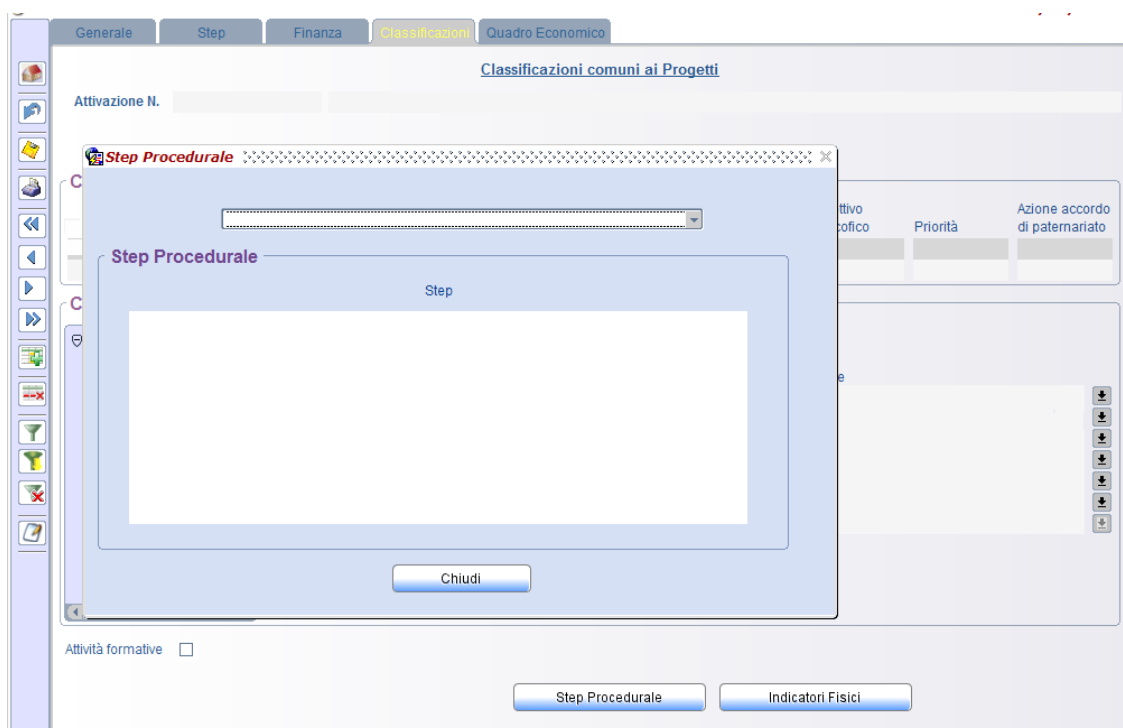 Generale Step Finanza Classificazioni Quadro Economico
Classificazioni comuni ai Progetti
Attivazione N.
Step Procedurale
C
ttivo Azione accordo
cofico Priorità di paternariato
Step Procedurale
Step
C
e
Chiudi
Attività formative
Step Procedurale Indicatori Fisici